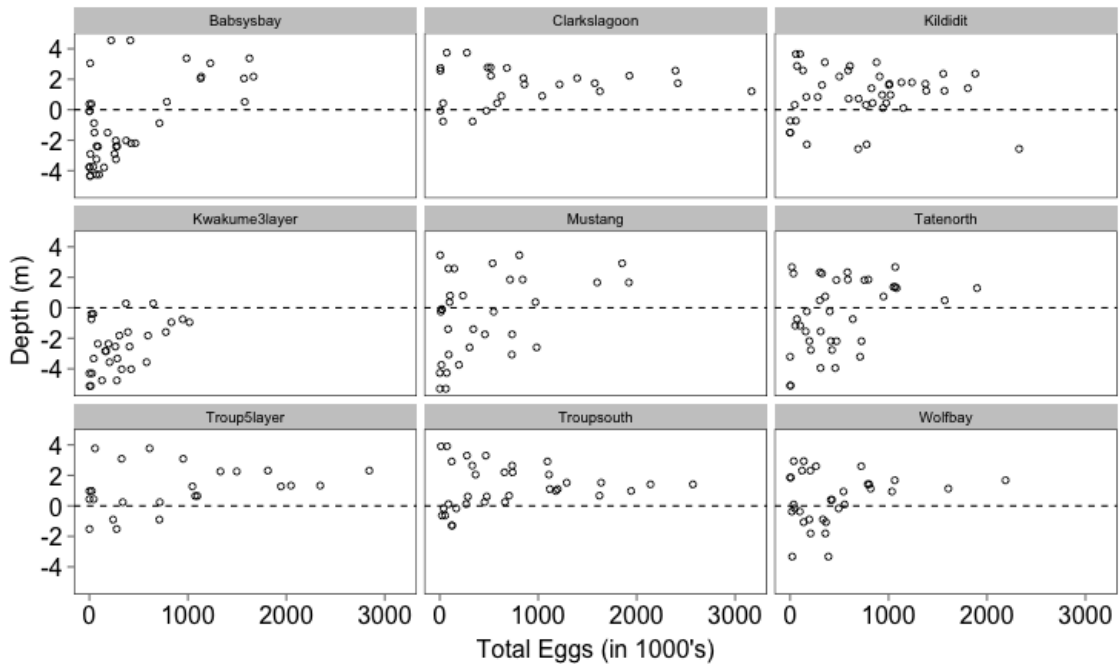 Babsysbay Clarkslagoon Kildidit
4
2
0
-2
-4
Kwakume3layer Mustang Tatenorth
4
2
0
-2
-4
Depth (m)
Troup5layer Troupsouth Wolfbay
4
2
0
-2
-4
0 1000 2000 3000 0 1000 2000 3000 0 1000 2000 3000
Total Eggs (in 1000's)